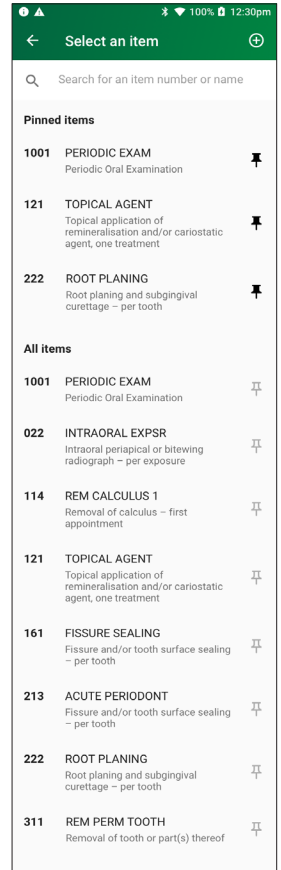 100% 12:30pm
Select an item
Search for an item number or name
Pinned items
1001 PERIODIC EXAM
Periodic Oral Examination
121 TOPICAL AGENT
Topical application of
remineralisation and/or cariostatic
agent, one treatment
222 ROOT PLANING
Root planing and subgingival
curettage – per tooth
All items
1001 PERIODIC EXAM
Periodic Oral Examination
022 INTRAORAL EXPSR
Intraoral periapical or bitewing
radiograph – per exposure
114 REM CALCULUS 1
Removal of calculus – first
appointment
121 TOPICAL AGENT
Topical application of
remineralisation and/or cariostatic
agent, one treatment
161 FISSURE SEALING
Fissure and/or tooth surface sealing
– per tooth
213 ACUTE PERIODONT
Fissure and/or tooth surface sealing
– per tooth
222 ROOT PLANING
Root planing and subgingival
curettage – per tooth
311 REM PERM TOOTH
Removal of tooth or part(s) thereof